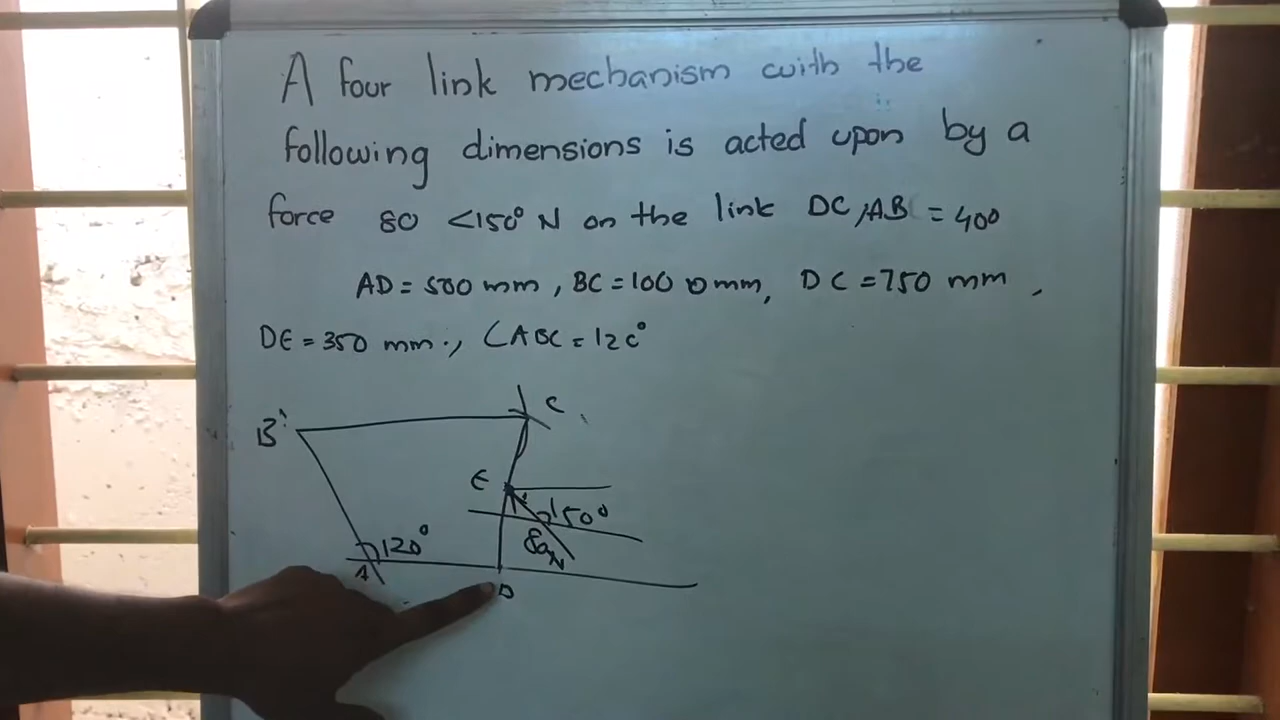 A four link mechanism with the
following dimensions is acted upon by a
force 80 <150° N on the link DC, AB = 400
AD = 500 mm, BC = 1000 mm, DC = 750 mm,
DE = 350 mm., ∠ABC = 120°
B
C
E
150°
80N
120°
A
D